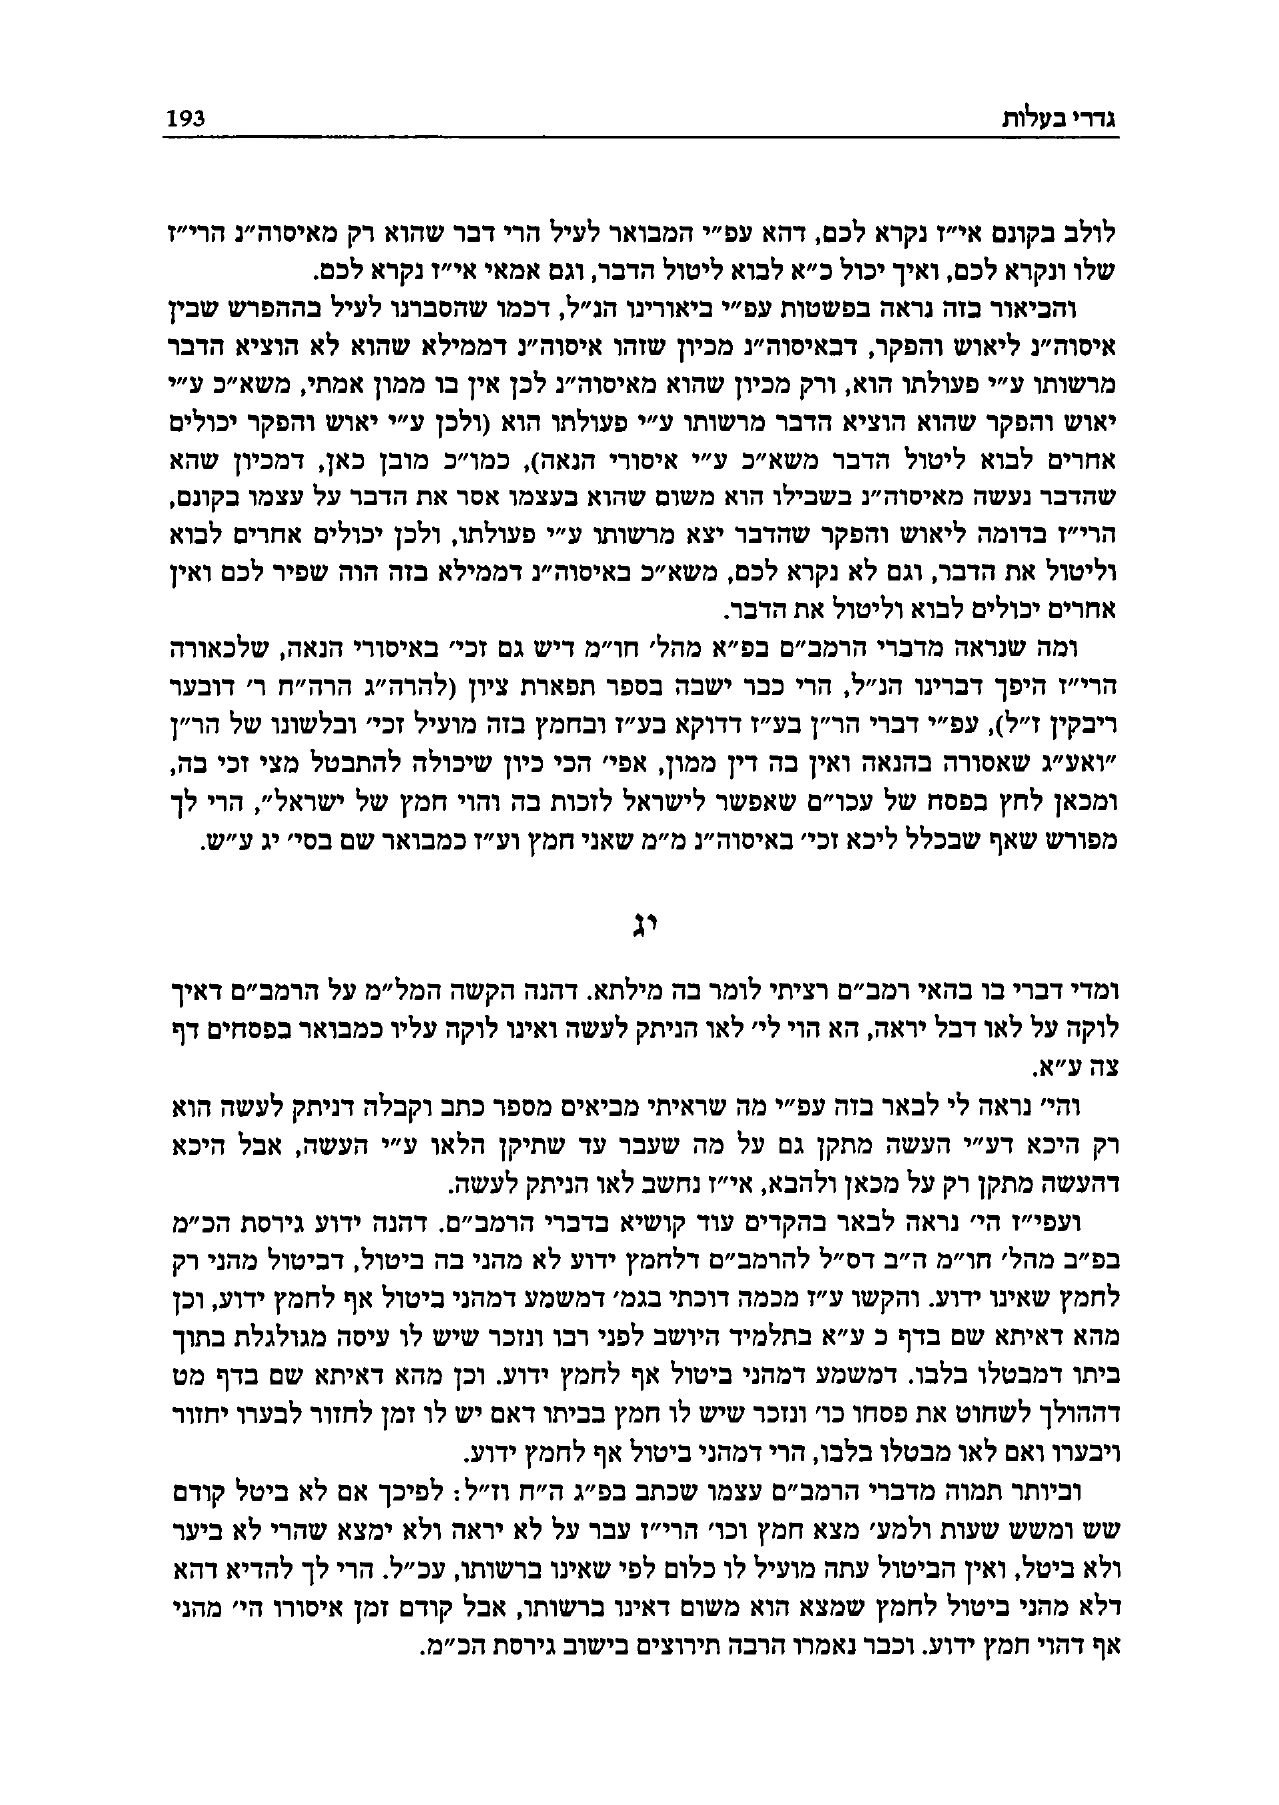 גדרי בעלות 193
לולב בקונם אי״ז נקרא לכם, דהא עפ״י המבואר לעיל הרי דבר שהוא רק מאיסוה״נ הרי״ז
שלו ונקרא לכם, ואיך יכול כ״א לבוא ליטול הדבר, וגם אמאי אי״ז נקרא לכם.
והביאור בזה נראה בפשטות עפ״י ביאורינו הנ״ל, דכמו שהסברנו לעיל בההפרש שבין
איסוה״נ ליאוש והפקר, דבאיסוה״נ מכיון שזהו איסוה״נ דממילא שהוא לא הוציא הדבר
מרשותו ע״י פעולתו הוא, ורק מכיון שהוא מאיסוה״נ לכן אין בו ממון אמתי, משא״כ ע״י
יאוש והפקר שהוא הוציא הדבר מרשותו ע״י פעולתו הוא (ולכן ע״י יאוש והפקר יכולים
אחרים לבוא ליטול הדבר משא״כ ע״י איסורי הנאה), כמו״כ מובן כאן, דמכיון שהא
שהדבר נעשה מאיסוה״נ בשבילו הוא משום שהוא בעצמו אסר את הדבר על עצמו בקונם,
הרי״ז בדומה ליאוש והפקר שהדבר יצא מרשותו ע״י פעולתו, ולכן יכולים אחרים לבוא
וליטול את הדבר, וגם לא נקרא לכם, משא״כ באיסוה״נ דממילא בזה הוה שפיר לכם ואין
אחרים יכולים לבוא וליטול את הדבר.
ומה שנראה מדברי הרמב״ם בפ״א מהל׳ חו״מ דיש גם זכי׳ באיסורי הנאה, שלכאורה
הרי״ז היפך דברינו הנ״ל, הרי כבר ישבה בספר תפארת ציון (להרה״ג הרה״ח ר׳ דובער
ריבקין ז״ל), עפ״י דברי הר״ן בע״ז דדוקא בע״ז ובחמץ בזה מועיל זכי׳ ובלשונו של הר״ן
״ואע״ג שאסורה בהנאה ואין בה דין ממון, אפי׳ הכי כיון שיכולה להתבטל מצי זכי בה,
ומכאן לחץ בפסח של עכו״ם שאפשר לישראל לזכות בה והוי חמץ של ישראל״, הרי לך
מפורש שאף שבכלל ליכא זכי׳ באיסוה״נ מ״מ שאני חמץ וע״ז כמבואר שם בסי׳ יג ע״ש.
יג
ומדי דברי בו בהאי רמב״ם רציתי לומר בה מילתא. דהנה הקשה המל״מ על הרמב״ם דאיך
לוקה על לאו דבל יראה, הא הוי לי׳ לאו הניתק לעשה ואינו לוקה עליו כמבואר בפסחים דף
צה ע״א.
והי׳ נראה לי לבאר בזה עפ״י מה שראיתי מביאים מספר כתב וקבלה דניתק לעשה הוא
רק היכא דע״י העשה מתקן גם על מה שעבר עד שתיקן הלאו ע״י העשה, אבל היכא
דהעשה מתקן רק על מכאן ולהבא, אי״ז נחשב לאו הניתק לעשה.
ועפי״ז הי׳ נראה לבאר בהקדים עוד קושיא בדברי הרמב״ם. דהנה ידוע גירסת הכ״מ
בפ״ב מהל׳ חו״מ ה״ב דס״ל להרמב״ם דלחמץ ידוע לא מהני בה ביטול, דביטול מהני רק
לחמץ שאינו ידוע. והקשו ע״ז מכמה דוכתי בגמ׳ דמשמע דמהני ביטול אף לחמץ ידוע, וכן
מהא דאיתא שם בדף כ ע״א בתלמיד היושב לפני רבו ונזכר שיש לו עיסה מגולגלת בתוך
ביתו דמבטלו בלבו. דמשמע דמהני ביטול אף לחמץ ידוע. וכן מהא דאיתא שם בדף מט
דההולך לשחוט את פסחו כו׳ ונזכר שיש לו חמץ בביתו דאם יש לו זמן לחזור לבערו יחזור
ויבערו ואם לאו מבטלו בלבו, הרי דמהני ביטול אף לחמץ ידוע.
וביותר תמוה מדברי הרמב״ם עצמו שכתב בפ״ג ה״ח וז״ל: לפיכך אם לא ביטל קודם
שש ומשש שעות ולמע׳ מצא חמץ וכו׳ הרי״ז עבר על לא יראה ולא ימצא שהרי לא ביער
ולא ביטל, ואין הביטול עתה מועיל לו כלום לפי שאינו ברשותו, עכ״ל. הרי לך להדיא דהא
דלא מהני ביטול לחמץ שמצא הוא משום דאינו ברשותו, אבל קודם זמן איסורו הי׳ מהני
אף דהוי חמץ ידוע. וכבר נאמרו הרבה תירוצים בישוב גירסת הכ״מ.